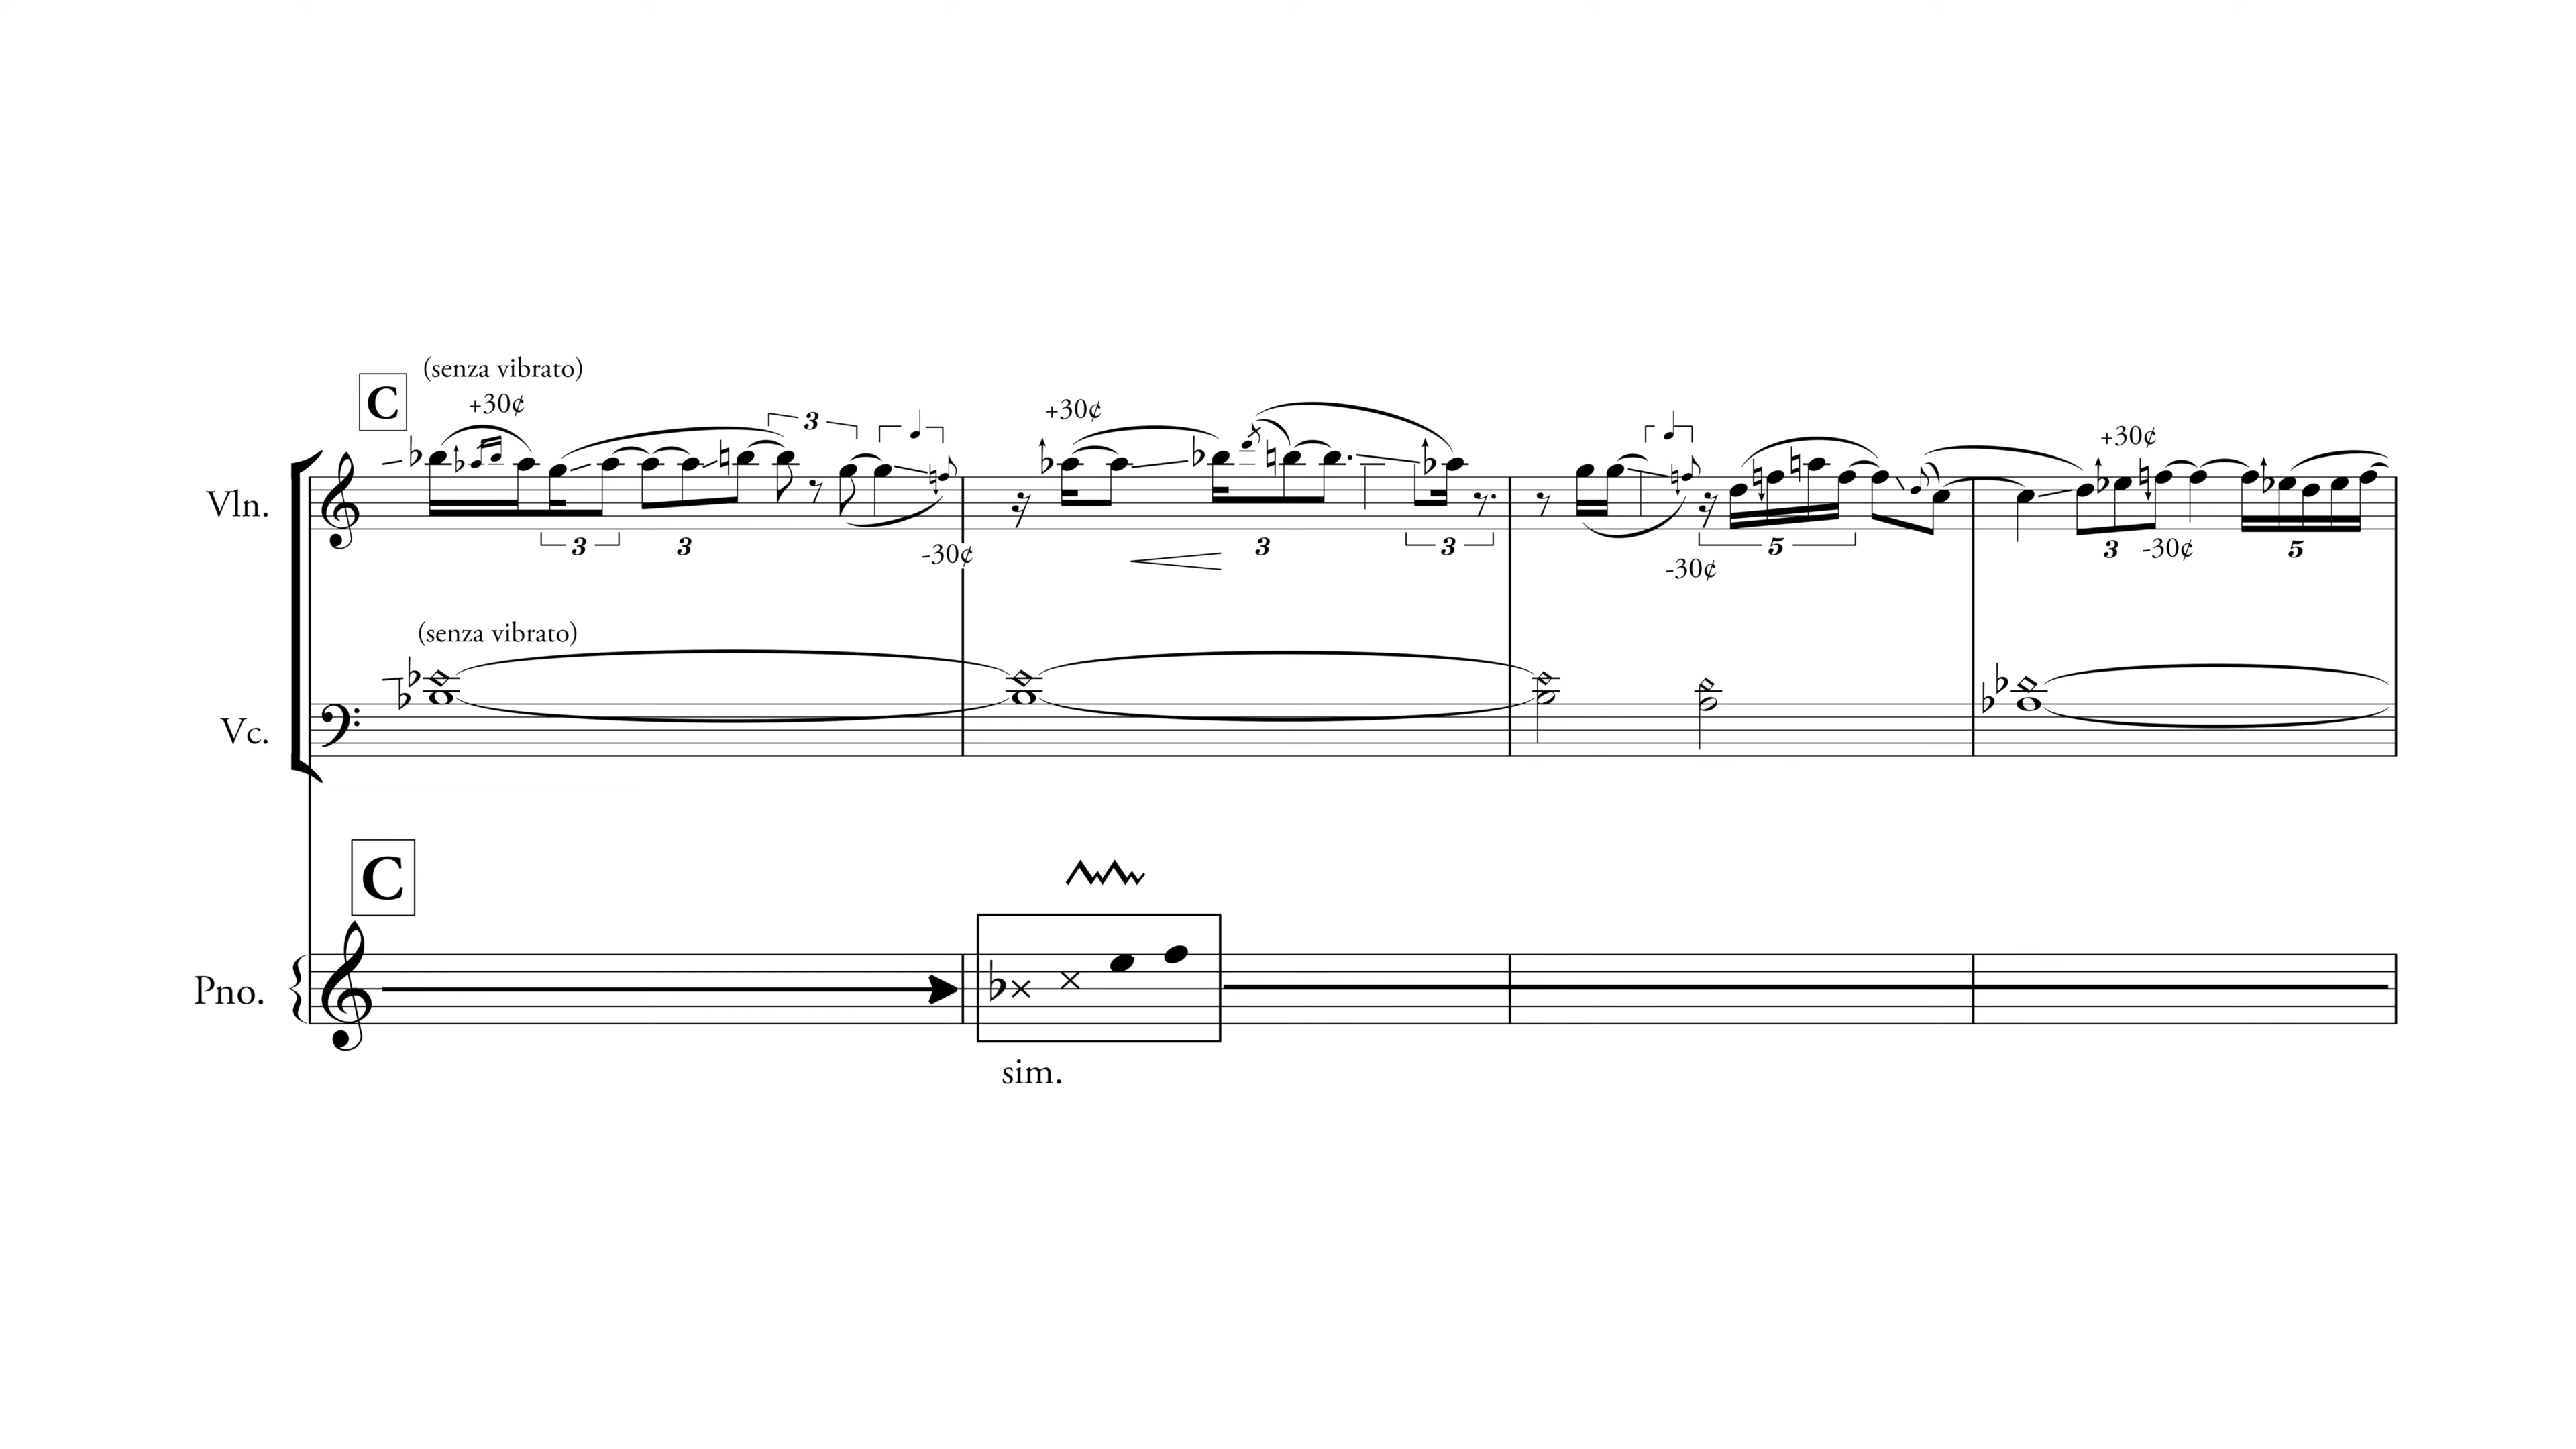 (senza vibrato)
C
+30¢
3
+30¢
+30¢
Vln.
3
3
-30¢
3
3
-30¢
5
3
-30¢
5
(senza vibrato)
Vc.
C
Pno.
sim.